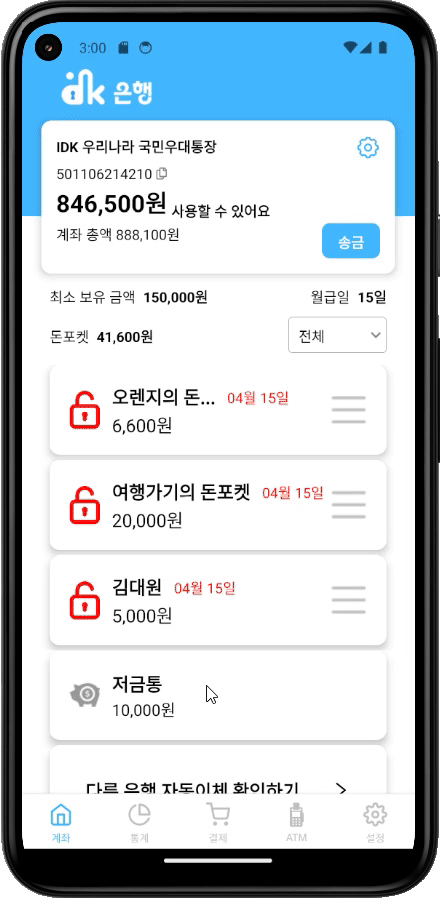 3:00
idk 은행
IDK 우리나라 국민우대통장
501106214210
846,500원 사용할 수 있어요
계좌 총액 888,100원
송금
최소 보유 금액 150,000원 월급일 15일
돈포켓 41,600원 전체
오렌지의 돈... 04월 15일
6,600원
여행가기의 돈포켓 04월 15일
20,000원
김대원 04월 15일
5,000원
저금통
10,000원
다른 은행 자동이체 확인하기
계좌 통계 결제 ATM 설정